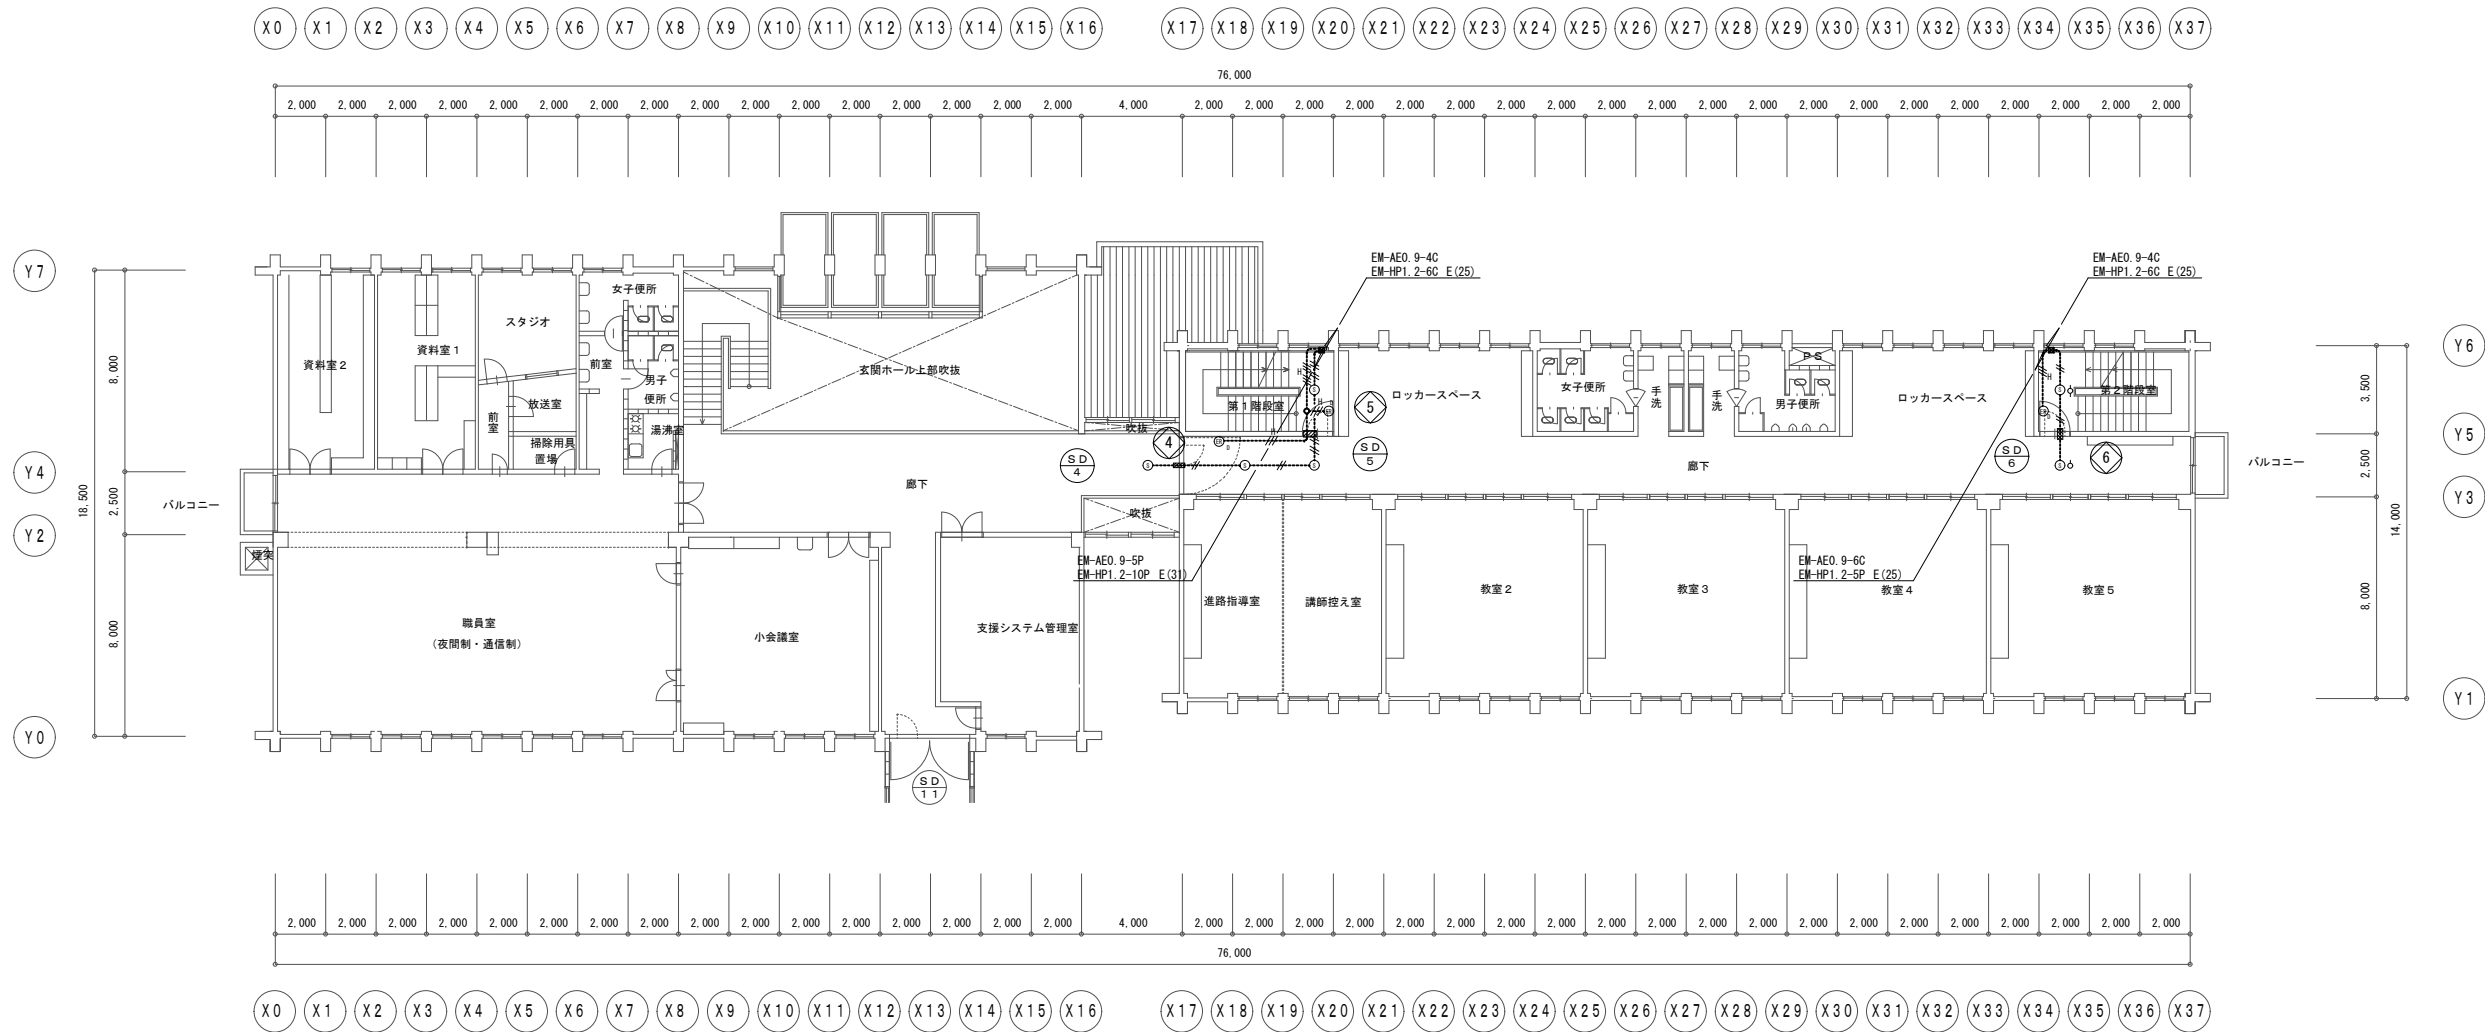 X0 X1 X2 X3 X4 X5 X6 X7 X8 X9 X10 X11 X12 X13 X14 X15 X16 X17 X18 X19 X20 X21 X22 X23 X24 X25 X26 X27 X28 X29 X30 X31 X32 X33 X34 X35 X36 X37
76,000
2,000 2,000 2,000 2,000 2,000 2,000 2,000 2,000 2,000 2,000 2,000 2,000 2,000 2,000 2,000 2,000 4,000 2,000 2,000 2,000 2,000 2,000 2,000 2,000 2,000 2,000 2,000 2,000 2,000 2,000 2,000 2,000 2,000 2,000 2,000 2,000 2,000
EM-AE0.9-4C
EM-HP1.2-6C E(25)
EM-AE0.9-4C
EM-HP1.2-6C E(25)
Y7
Y4
Y2
Y0
18,500
8,000
2,500
8,000
Y6
Y5
Y3
Y1
3,500
2,500
8,000
14,000
資料室2
資料室1
スタジオ
女子便所
前室
男子
便所
放送室
前
室
掃除用具
置場
湯沸室
玄関ホール上部吹抜
吹抜
第1階段室
ロッカースペース
女子便所
手
洗
手
洗
PS
男子便所
ロッカースペース
第2階段室
4
5
6
SD
4
SD
5
SD
6
バルコニー
廊下
廊下
バルコニー
吹抜
煙突
EM-AE0.9-5P
EM-HP1.2-10P E(31)
EM-AE0.9-6C
EM-HP1.2-5P E(25)
職員室
(夜間制・通信制)
小会議室
支援システム管理室
進路指導室
講師控え室
教室2
教室3
教室4
教室5
SD
11
2,000 2,000 2,000 2,000 2,000 2,000 2,000 2,000 2,000 2,000 2,000 2,000 2,000 2,000 2,000 2,000 4,000 2,000 2,000 2,000 2,000 2,000 2,000 2,000 2,000 2,000 2,000 2,000 2,000 2,000 2,000 2,000 2,000 2,000 2,000 2,000 2,000
76,000
X0 X1 X2 X3 X4 X5 X6 X7 X8 X9 X10 X11 X12 X13 X14 X15 X16 X17 X18 X19 X20 X21 X22 X23 X24 X25 X26 X27 X28 X29 X30 X31 X32 X33 X34 X35 X36 X37